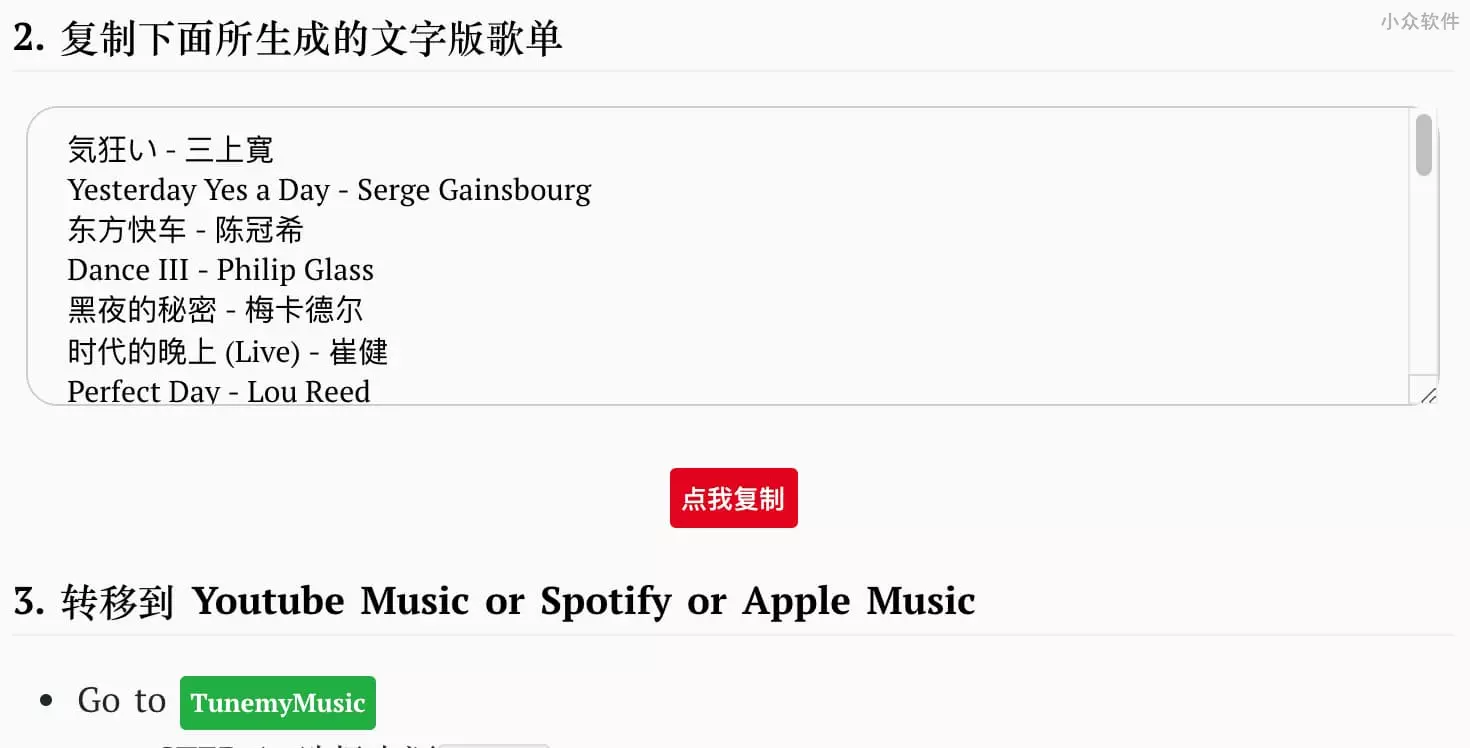 小众软件
2. 复制下面所生成的文字版歌单
気狂い - 三上寛
Yesterday Yes a Day - Serge Gainsbourg
东方快车 - 陈冠希
Dance III - Philip Glass
黑夜的秘密 - 梅卡德尔
时代的晚上 (Live) - 崔健
Perfect Day - Lou Reed
点我复制
3. 转移到 Youtube Music or Spotify or Apple Music
Go to TunemyMusic